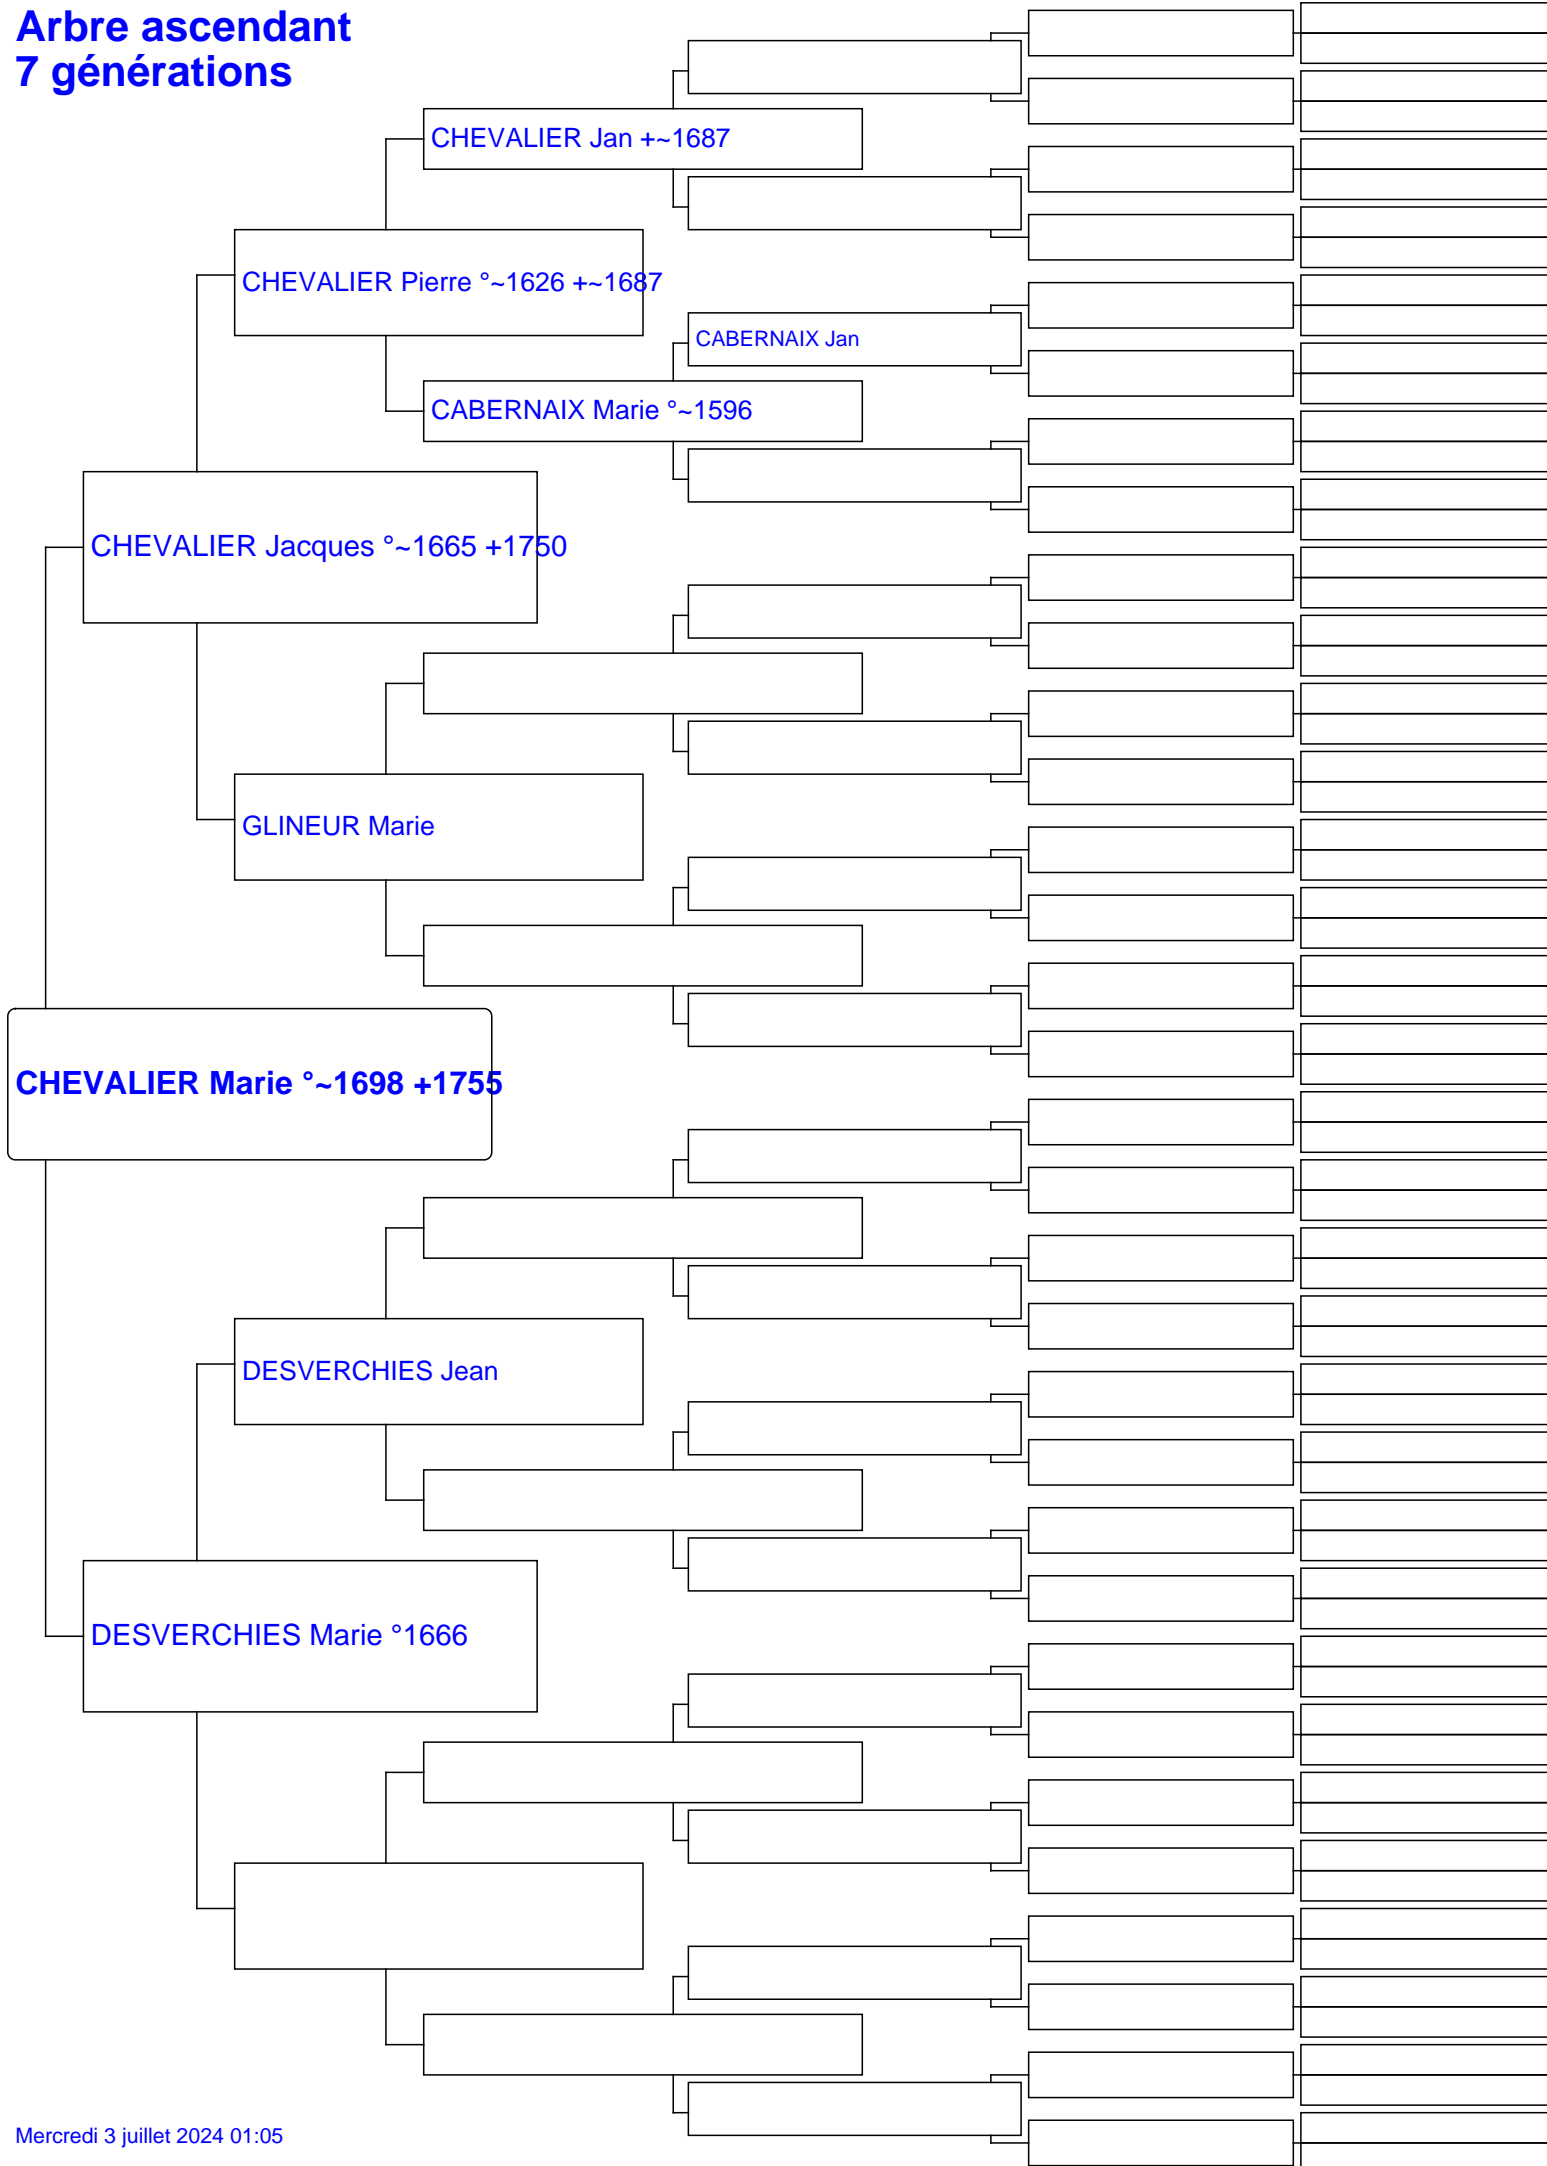 Arbre ascendant
7 générations
CHEVALIER Jan +~1687
CHEVALIER Pierre °~1626 +~1687
CABERNAIX Jan
CABERNAIX Marie °~1596
CHEVALIER Jacques °~1665 +1750
GLINEUR Marie
CHEVALIER Marie °~1698 +1755
DESVERCHIES Jean
DESVERCHIES Marie °1666
Mercredi 3 juillet 2024 01:05